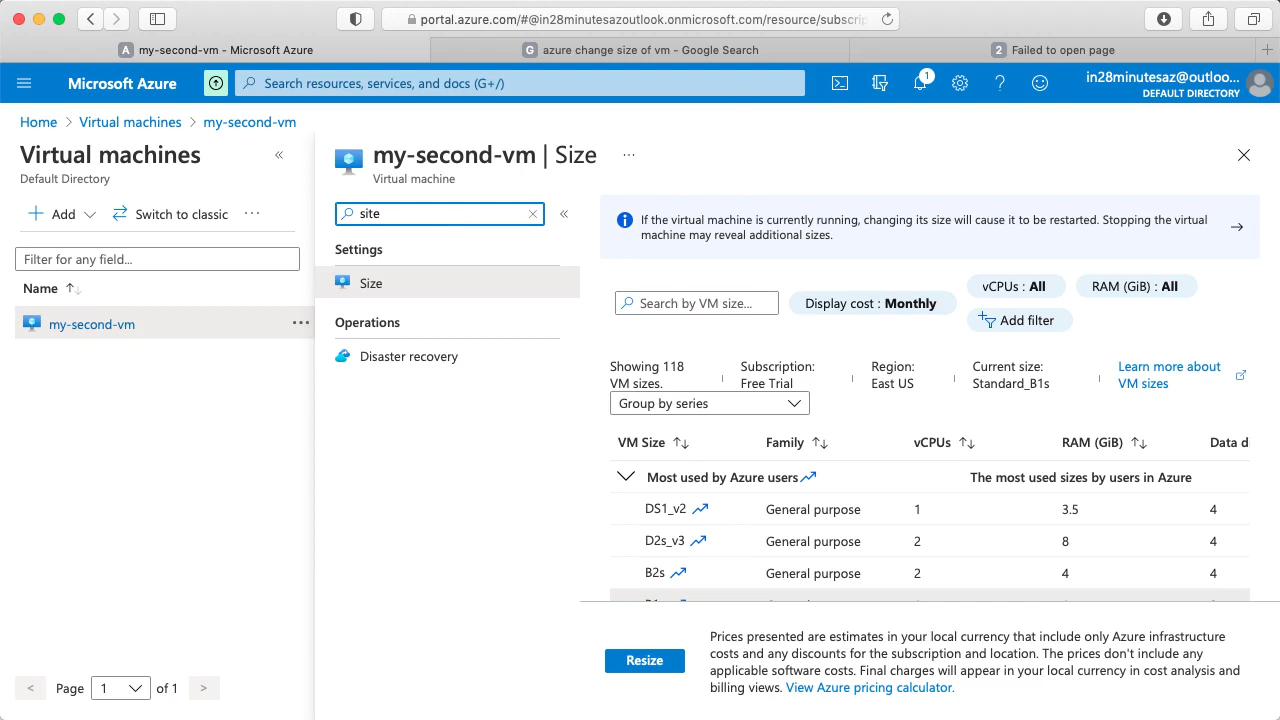 portal.azure.com/#@in28minutesazoutlook.onmicrosoft.com/resource/subscrip
A my-second-vm - Microsoft Azure
G azure change size of vm - Google Search
2 Failed to open page
Microsoft Azure
Search resources, services, and docs (G+/)
1
in28minutesaz@outloo...
DEFAULT DIRECTORY
Home > Virtual machines > my-second-vm
Virtual machines «
Default Directory
+ Add Switch to classic ...
Filter for any field...
Name ↑↓
my-second-vm ...
< Page 1 of 1 >
my-second-vm | Size ...
Virtual machine
site «
Settings
Size
Operations
Disaster recovery
If the virtual machine is currently running, changing its size will cause it to be restarted. Stopping the virtual
machine may reveal additional sizes.
Search by VM size...
Display cost : Monthly
vCPUs : All
RAM (GiB) : All
Add filter
Showing 118
VM sizes.
Subscription:
Free Trial
Region:
East US
Current size:
Standard_B1s
Learn more about
VM sizes
Group by series
VM Size ↑↓ Family ↑↓ vCPUs ↑↓ RAM (GiB) ↑↓ Data d
Most used by Azure users The most used sizes by users in Azure
DS1_v2 General purpose 1 3.5 4
D2s_v3 General purpose 2 8 4
B2s General purpose 2 4 4
Resize
Prices presented are estimates in your local currency that include only Azure infrastructure
costs and any discounts for the subscription and location. The prices don't include any
applicable software costs. Final charges will appear in your local currency in cost analysis and
billing views. View Azure pricing calculator.